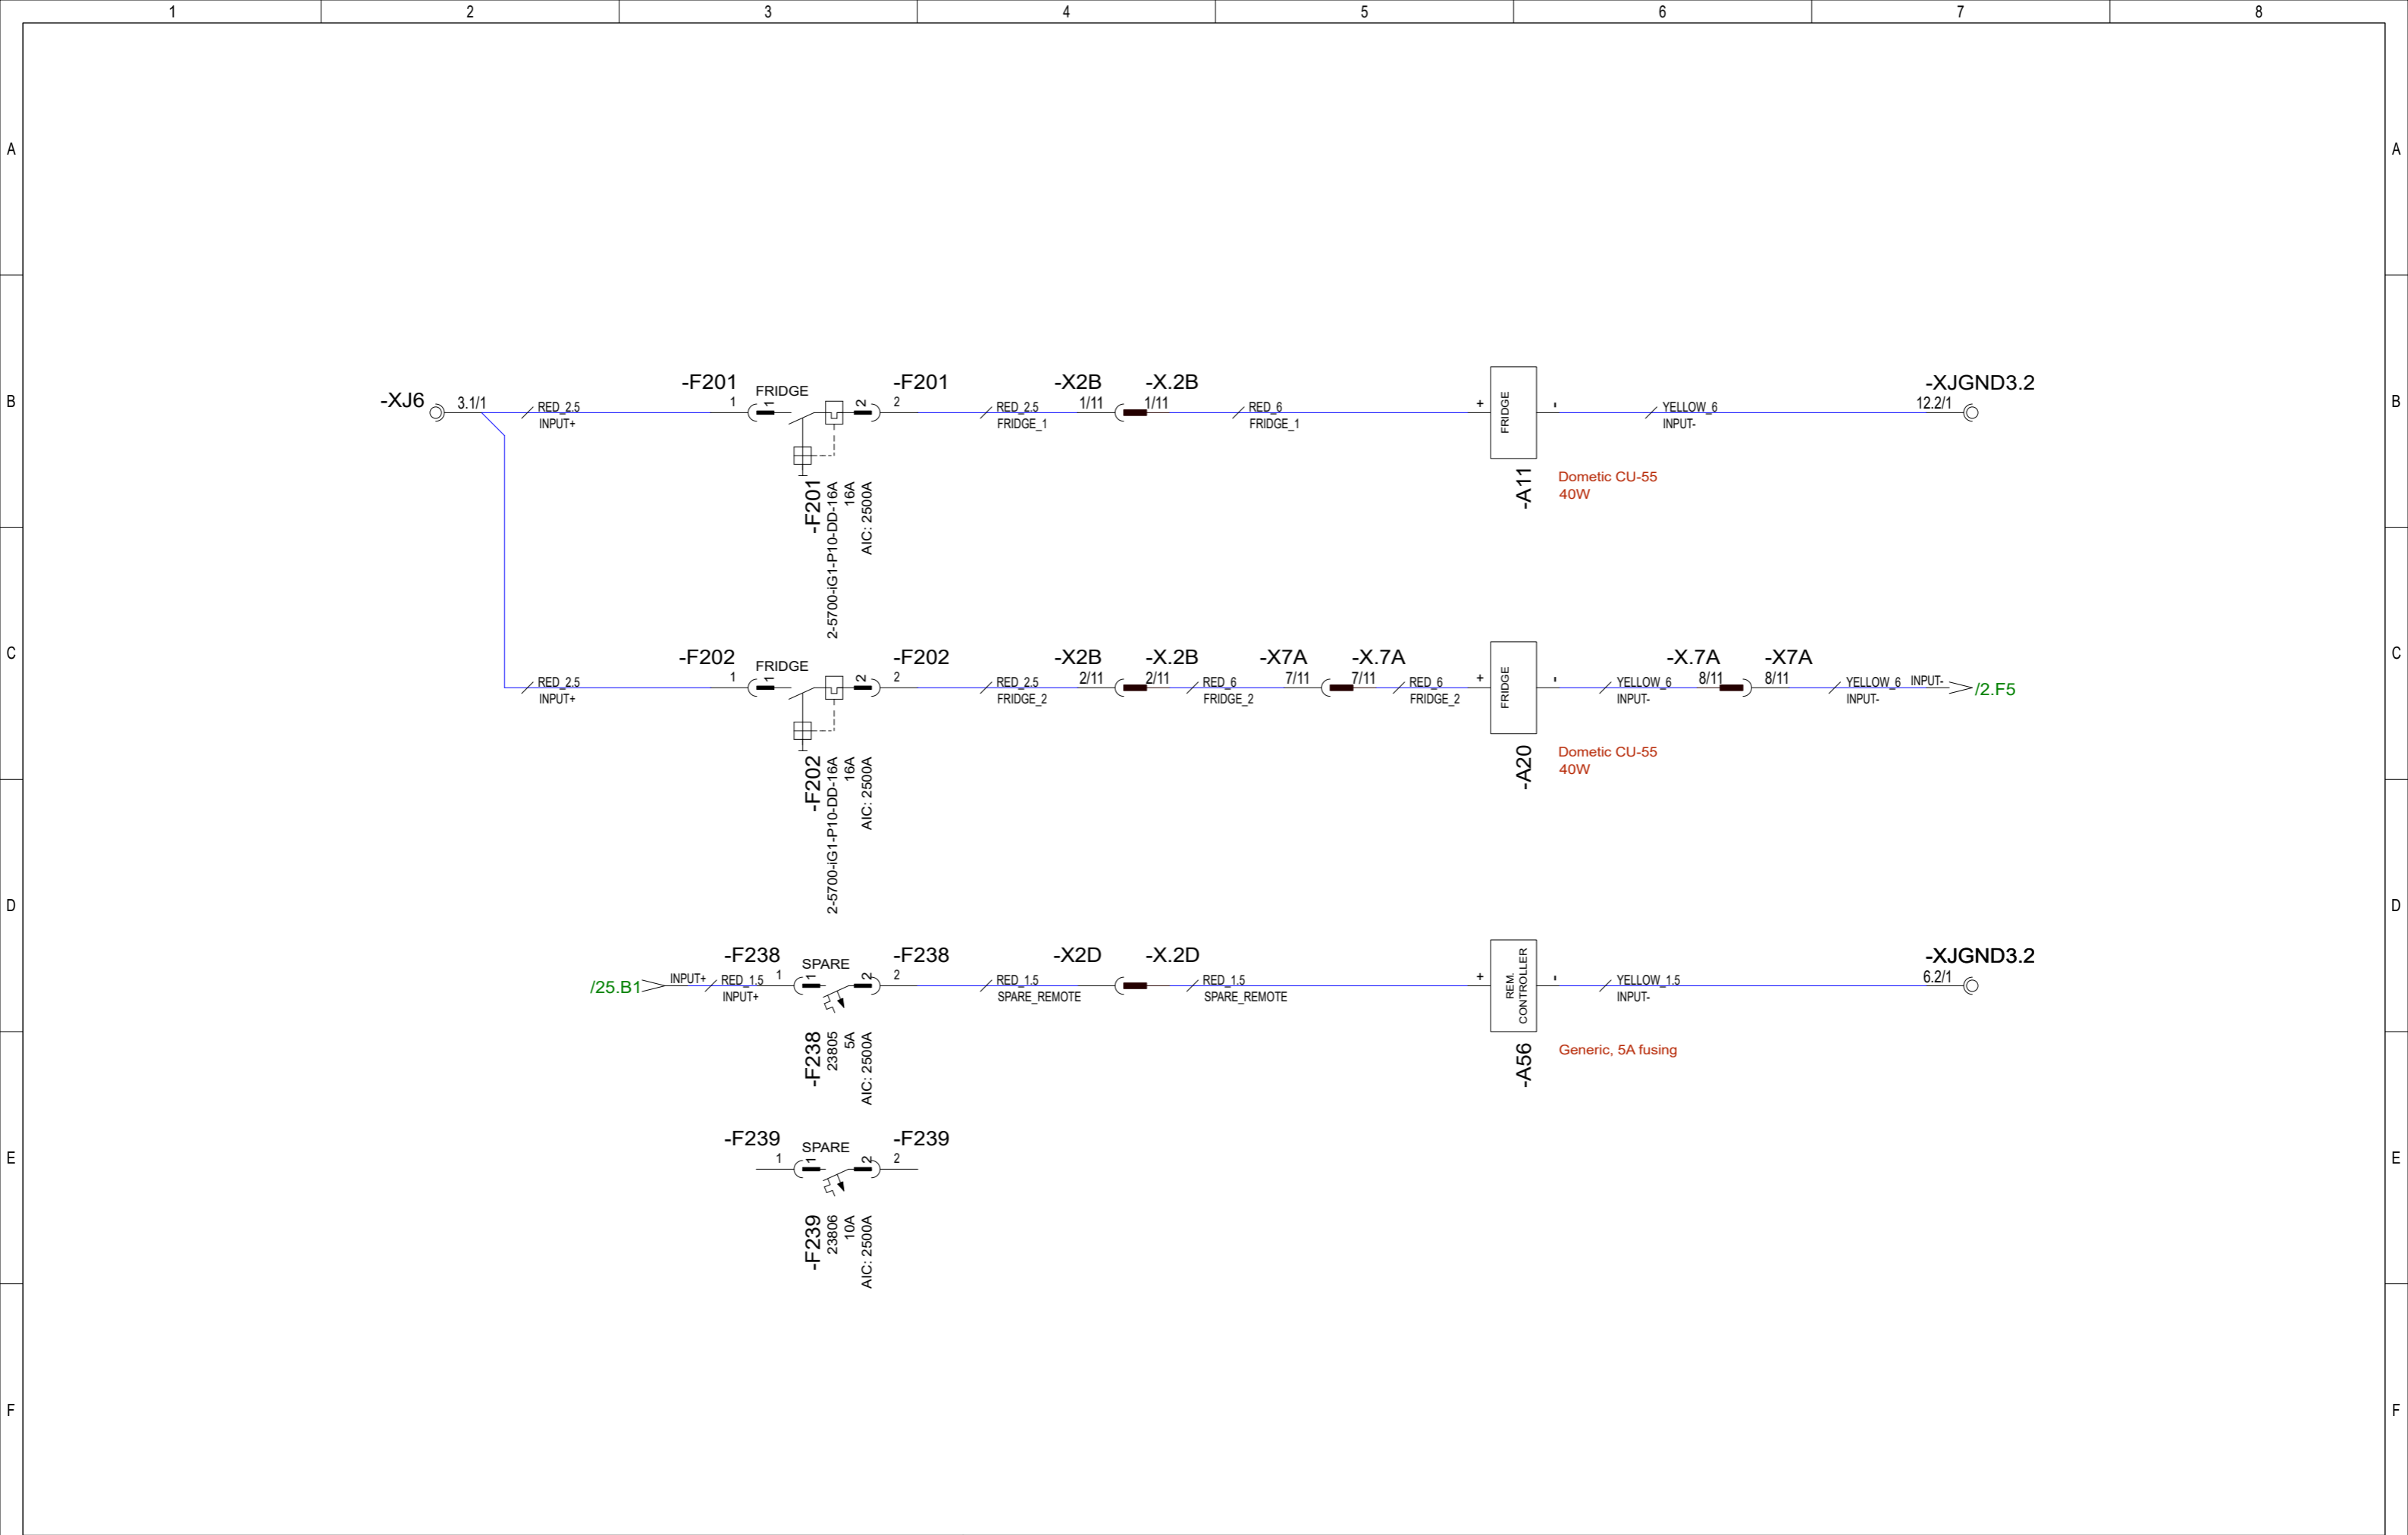 1 2 3 4 5 6 7 8
A A
-F201 FRIDGE -F201 -X2B -X.2B -XJGND3.2
B -XJ6 3.1/1 RED_2.5 1 1 2 2 RED_2.5 1/11 1/11 RED_6 + FRIDGE - YELLOW_6 12.2/1 B
INPUT+ FRIDGE_1 FRIDGE_1 INPUT-
-F201
2-5700-iG1-P10-DD-16A
16A
AIC: 2500A
-A11
Dometic CU-55
40W
-F202 FRIDGE -F202 -X2B -X.2B -X7A -X.7A -X.7A -X7A
C RED_2.5 1 1 2 2 RED_2.5 2/11 2/11 RED_6 7/11 7/11 RED_6 + FRIDGE - YELLOW_6 8/11 8/11 YELLOW_6 INPUT- /2.F5 C
INPUT+ FRIDGE_2 FRIDGE_2 FRIDGE_2 INPUT- INPUT-
-F202
2-5700-iG1-P10-DD-16A
16A
AIC: 2500A
-A20
Dometic CU-55
40W
D D
-F238 SPARE -F238 -X2D -X.2D -XJGND3.2
/25.B1 INPUT+ RED_1.5 1 1 2 2 RED_1.5 RED_1.5 + REM. CONTROLLER - YELLOW_1.5 6.2/1
INPUT+ SPARE_REMOTE SPARE_REMOTE INPUT-
-F238
23805
5A
AIC: 2500A
-A56
Generic, 5A fusing
-F239 SPARE -F239
E 1 1 2 2 E
-F239
23806
10A
AIC: 2500A
F F